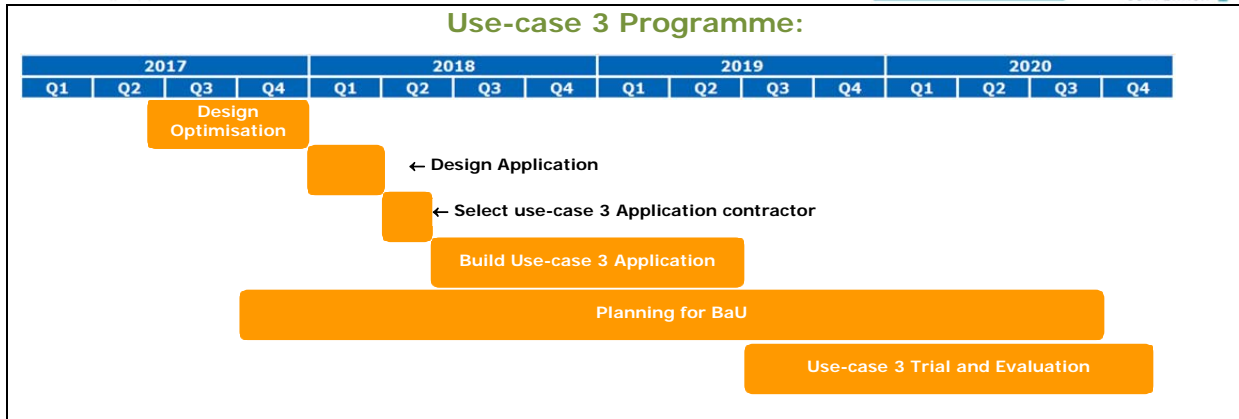 Use-case 3 Programme:
2017 2018 2019 2020
Q1 Q2 Q3 Q4 Q1 Q2 Q3 Q4 Q1 Q2 Q3 Q4 Q1 Q2 Q3 Q4
Design
Optimisation
← Design Application
← Select use-case 3 Application contractor
Build Use-case 3 Application
Planning for BaU
Use-case 3 Trial and Evaluation